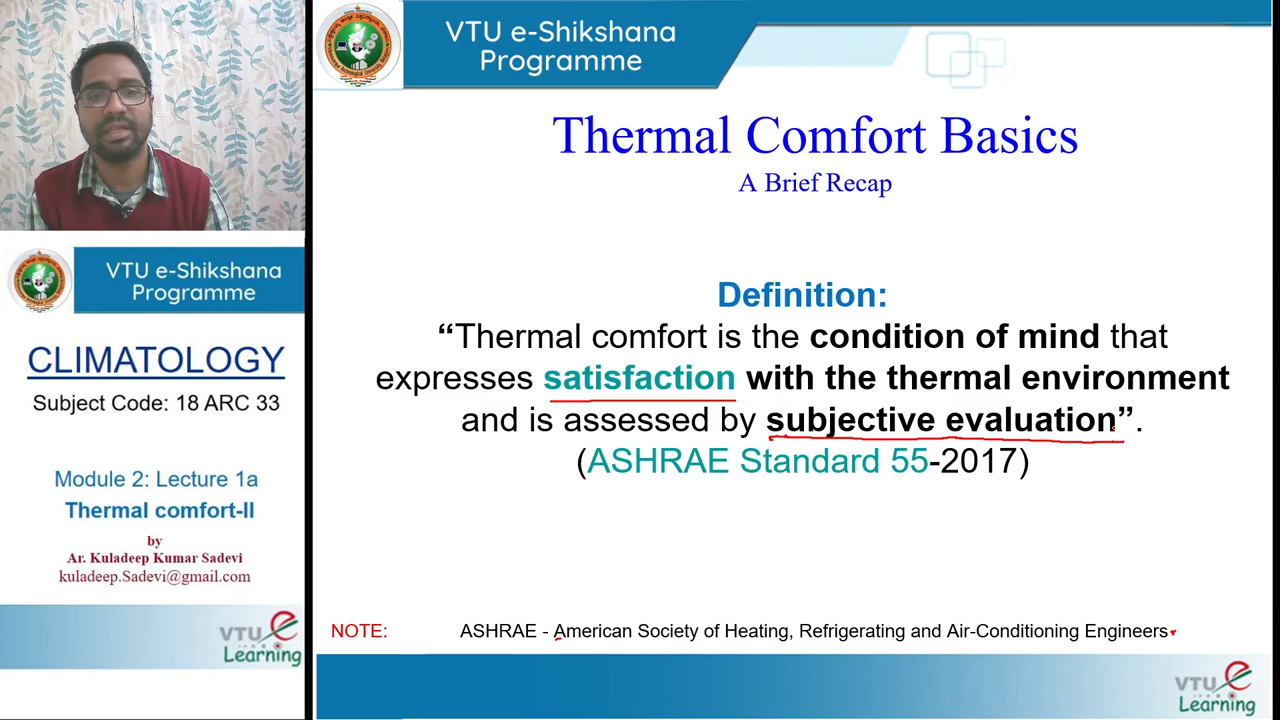 VTU e-Shikshana
Programme
CLIMATOLOGY
Subject Code: 18 ARC 33
Module 2: Lecture 1a
Thermal comfort-II
by
Ar. Kuladeep Kumar Sadevi
kuladeep.Sadevi@gmail.com
VTU e
Learning
VTU e-Shikshana
Programme
Thermal Comfort Basics
A Brief Recap
Definition:
“Thermal comfort is the condition of mind that
expresses satisfaction with the thermal environment
and is assessed by subjective evaluation”.
(ASHRAE Standard 55-2017)
NOTE: ASHRAE - American Society of Heating, Refrigerating and Air-Conditioning Engineers
VTU e
Learning